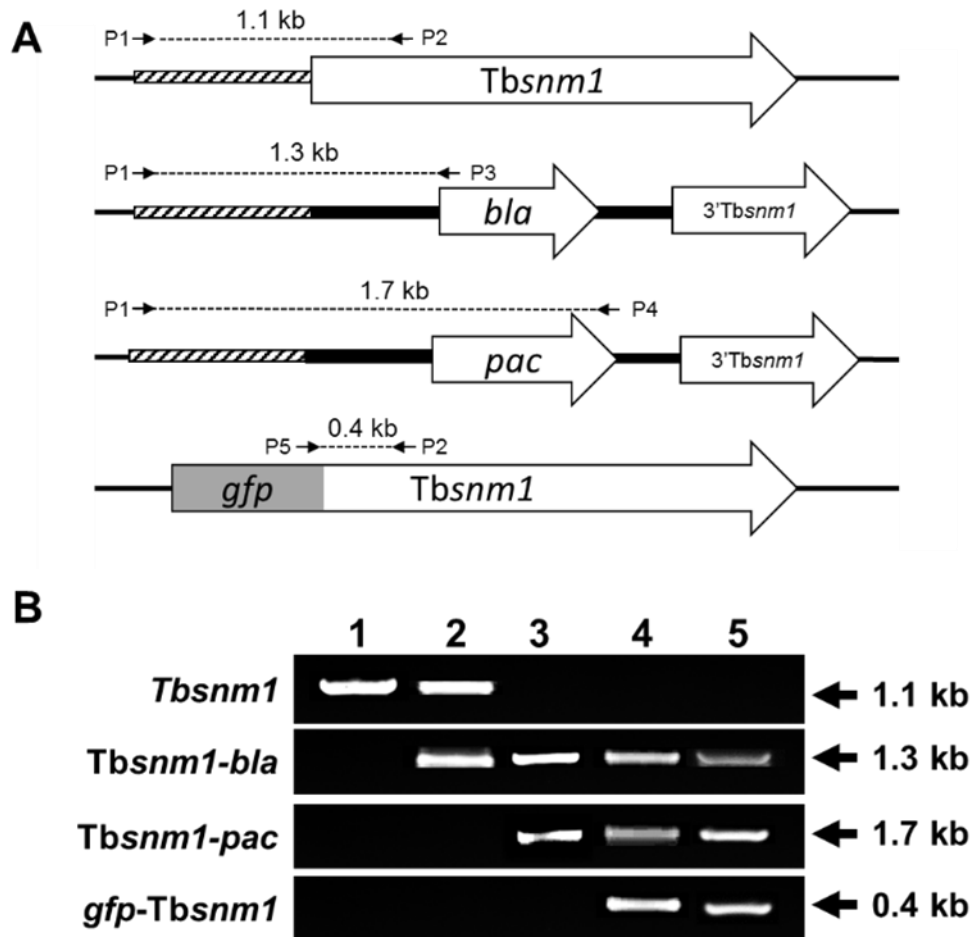 A
1.1 kb
P1 P2
Tbsnm1
1.3 kb
P1 P3
bla 3'Tbsnm1
1.7 kb
P1 P4
pac 3'Tbsnm1
0.4 kb
P5 P2
gfp Tbsnm1
B
1 2 3 4 5
Tbsnm1 1.1 kb
Tbsnm1-bla 1.3 kb
Tbsnm1-pac 1.7 kb
gfp-Tbsnm1 0.4 kb